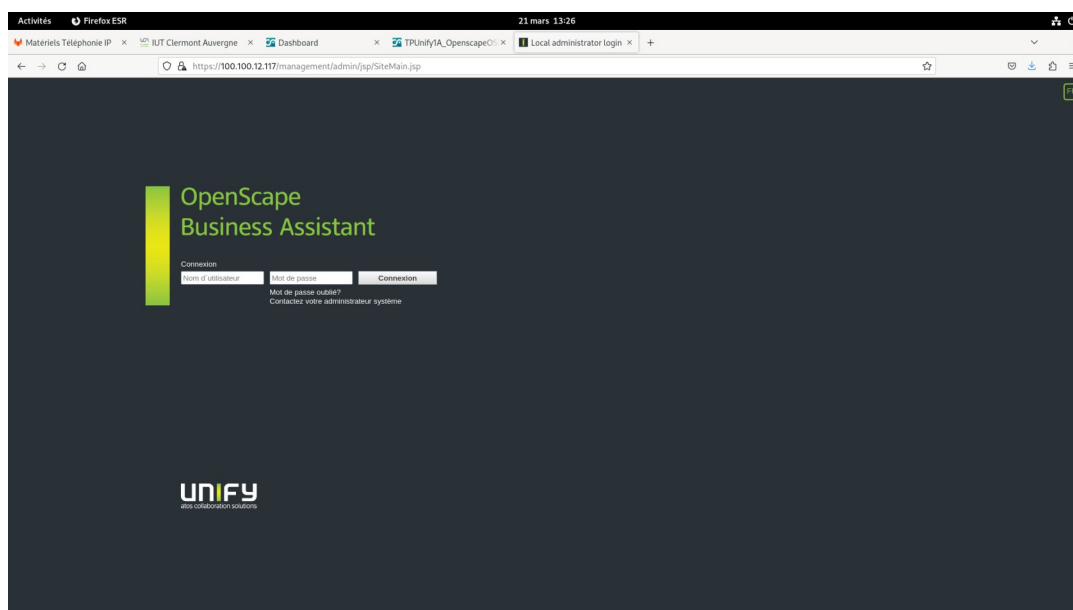 Activités Firefox ESR 21 mars 13:26
Matériels Téléphonie IP × IUT Clermont Auvergne × Dashboard × TPUnify1A_OpenscapeOS × Local administrator login × +
https://100.100.12.117/management/admin/jsp/SiteMain.jsp
OpenScape
Business Assistant
Connexion
Nom d´utilisateur Mot de passe Connexion
Mot de passe oublié?
Contactez votre administrateur système
UNIFY
atos collaboration solutions